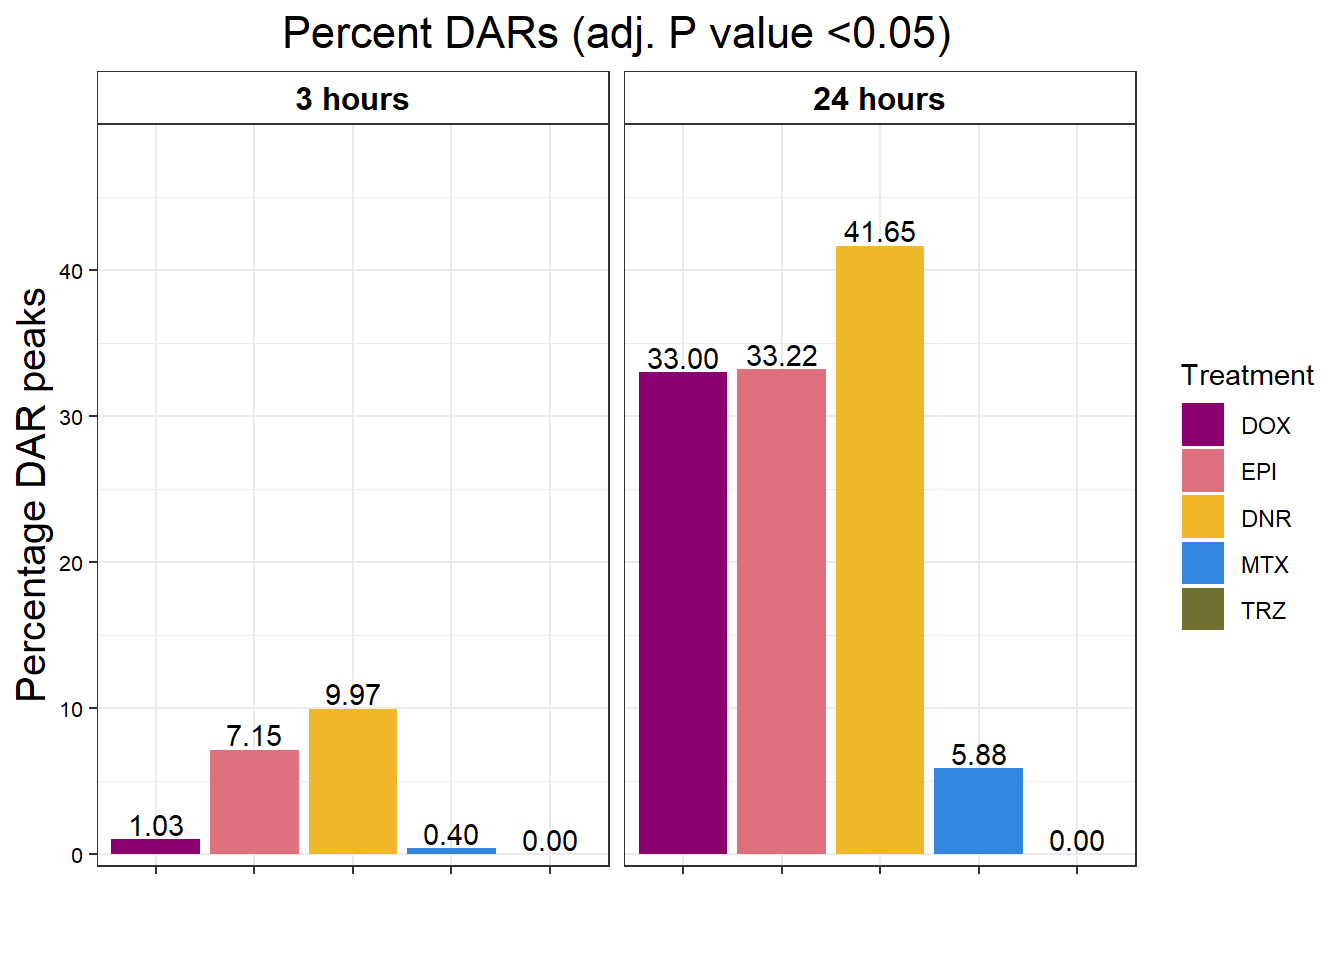 Percent DARs (adj. P value <0.05)
3 hours
24 hours
Percentage DAR peaks
40
30
20
10
0
1.03
7.15
9.97
0.40
0.00
33.00
33.22
41.65
5.88
0.00
Treatment
DOX
EPI
DNR
MTX
TRZ